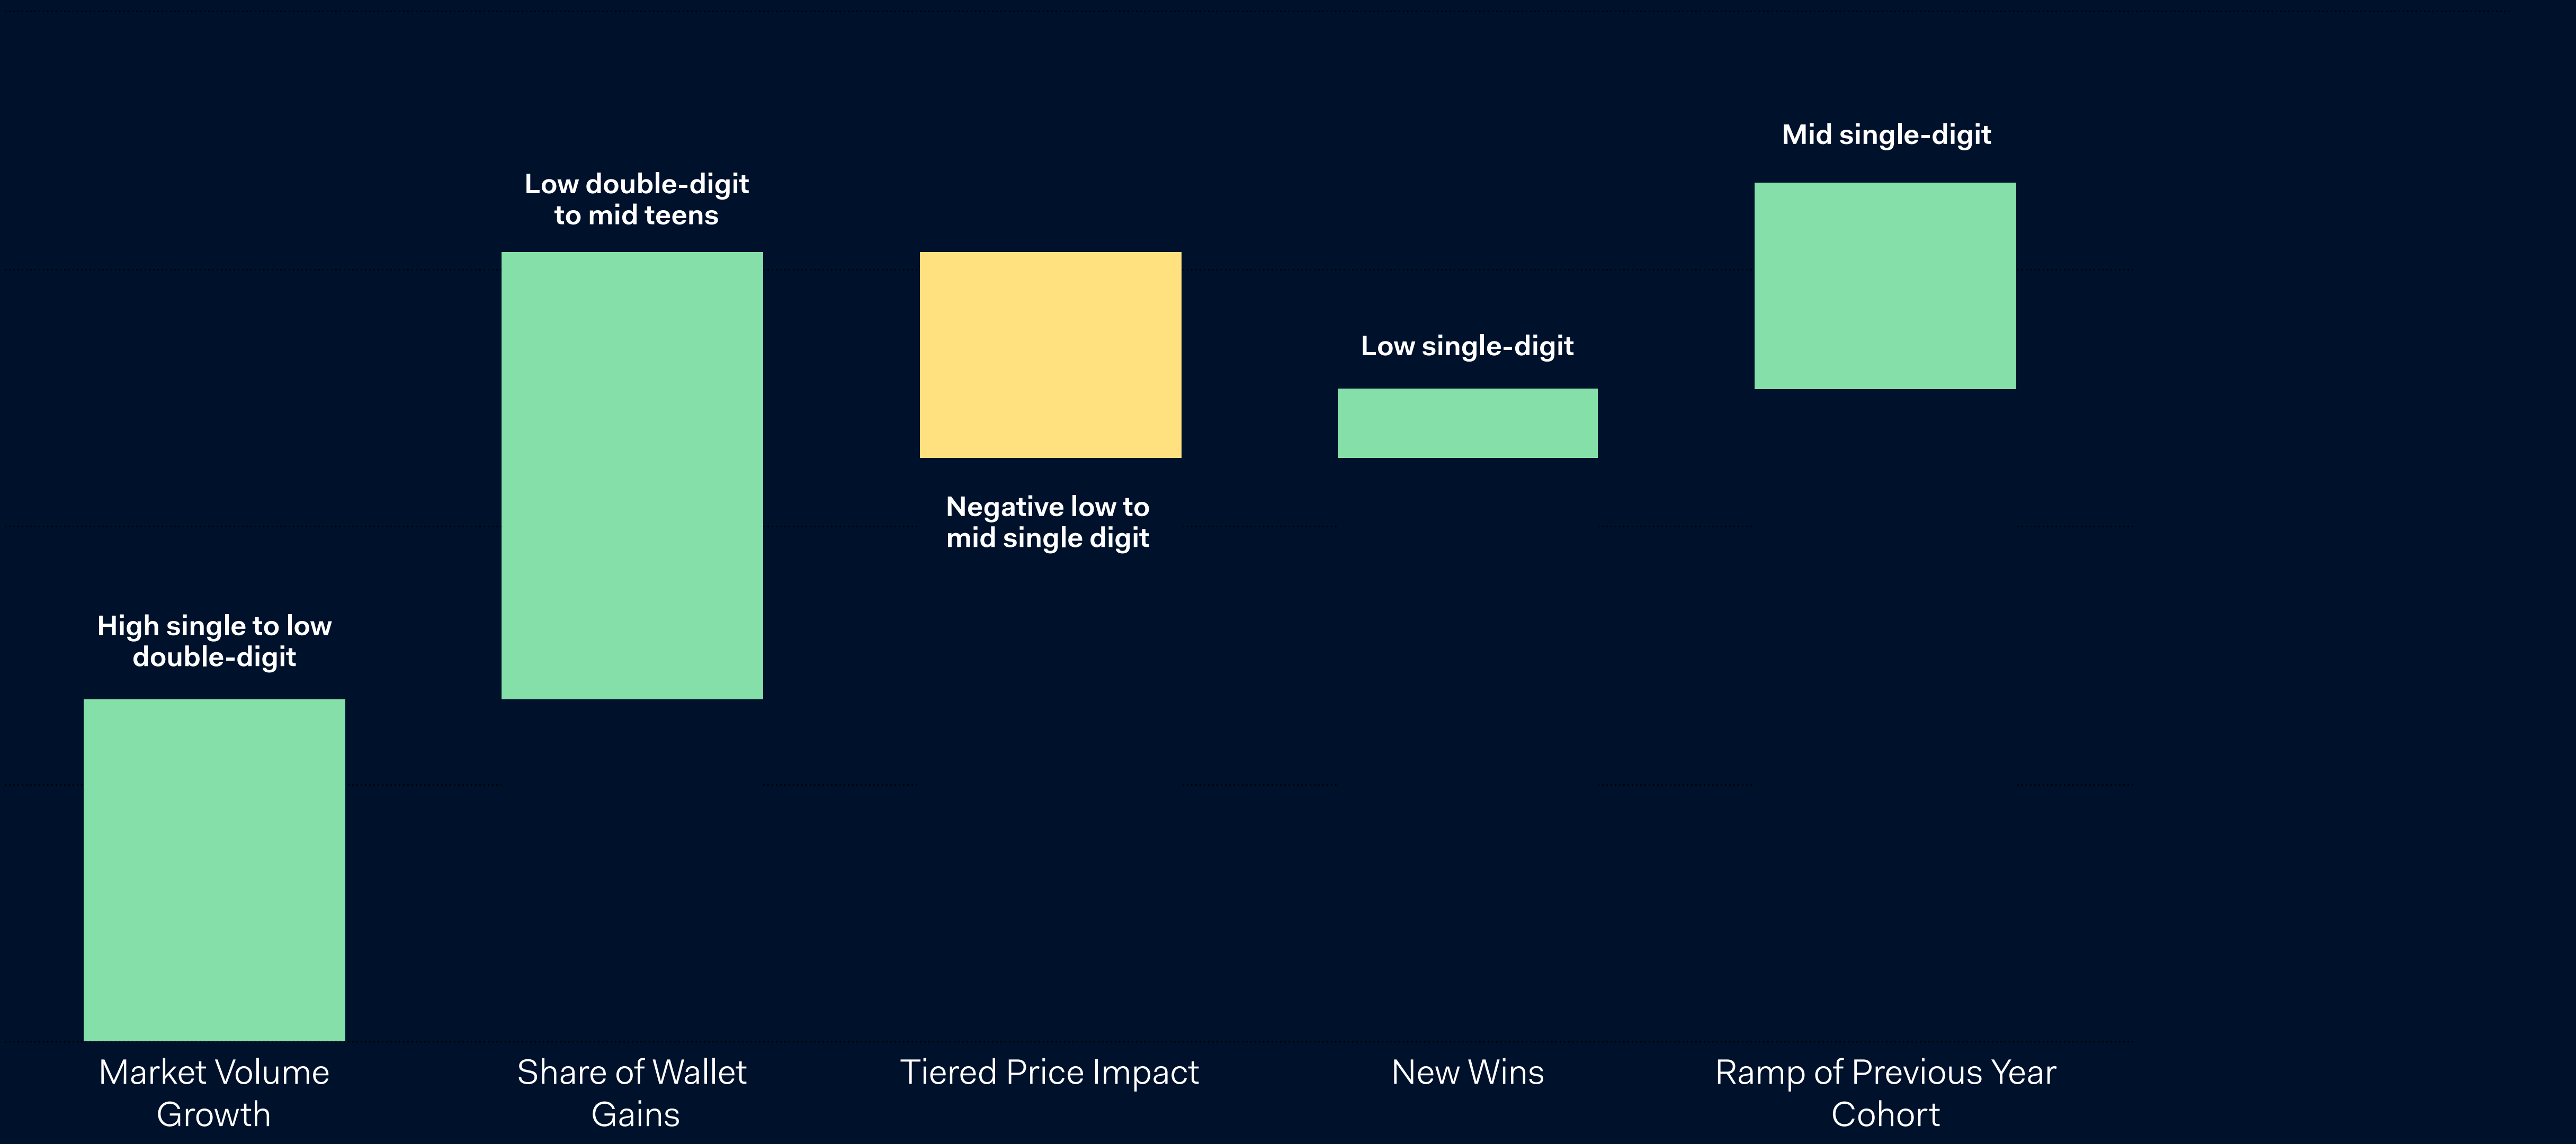 Mid single-digit
Low double-digit
to mid teens
Low single-digit
Negative low to
mid single digit
High single to low
double-digit
Market Volume
Growth
Share of Wallet
Gains
Tiered Price Impact
New Wins
Ramp of Previous Year
Cohort